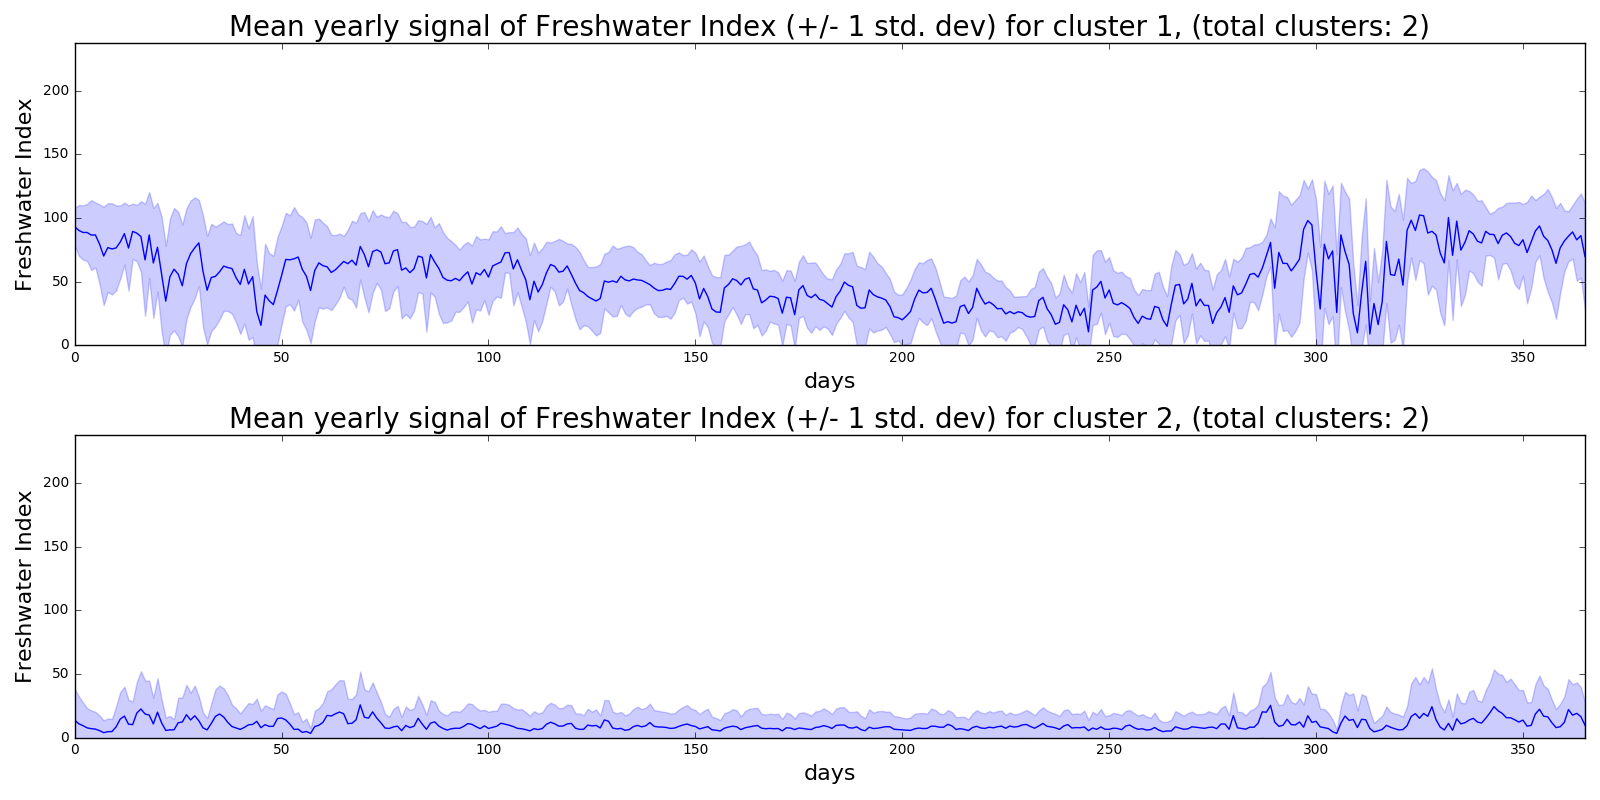 Mean yearly signal of Freshwater Index (+/- 1 std. dev) for cluster 1, (total clusters: 2)
Freshwater Index
200
150
100
50
0
0 50 100 150 200 250 300 350
days
Mean yearly signal of Freshwater Index (+/- 1 std. dev) for cluster 2, (total clusters: 2)
Freshwater Index
200
150
100
50
0
0 50 100 150 200 250 300 350
days